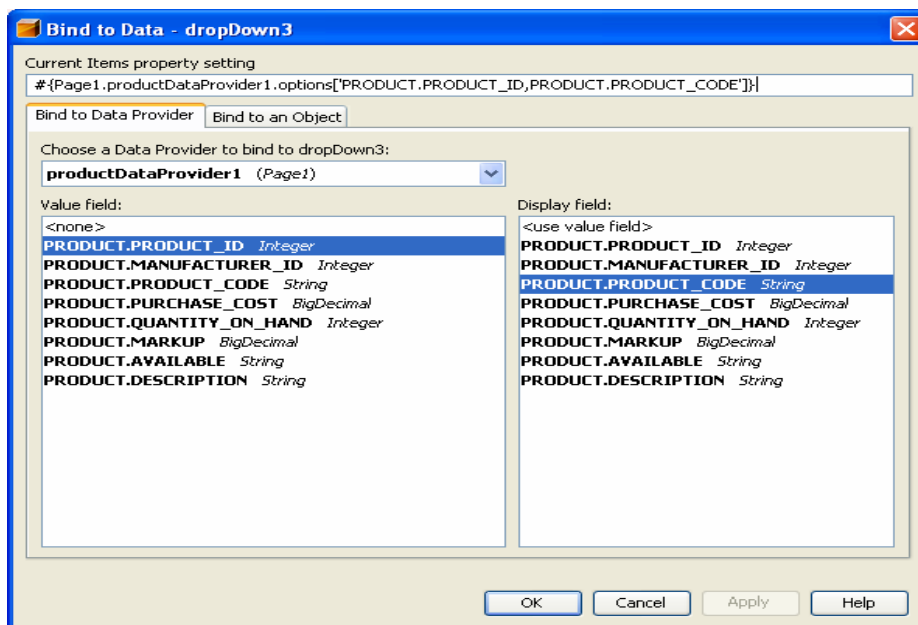 Bind to Data - dropDown3
Current Items property setting
#{Page1.productDataProvider1.options['PRODUCT.PRODUCT_ID,PRODUCT.PRODUCT_CODE']}
Bind to Data Provider Bind to an Object
Choose a Data Provider to bind to dropDown3:
productDataProvider1 (Page1)
Value field:
<none>
PRODUCT.PRODUCT_ID Integer
PRODUCT.MANUFACTURER_ID Integer
PRODUCT.PRODUCT_CODE String
PRODUCT.PURCHASE_COST BigDecimal
PRODUCT.QUANTITY_ON_HAND Integer
PRODUCT.MARKUP BigDecimal
PRODUCT.AVAILABLE String
PRODUCT.DESCRIPTION String
Display field:
<use value field>
PRODUCT.PRODUCT_ID Integer
PRODUCT.MANUFACTURER_ID Integer
PRODUCT.PRODUCT_CODE String
PRODUCT.PURCHASE_COST BigDecimal
PRODUCT.QUANTITY_ON_HAND Integer
PRODUCT.MARKUP BigDecimal
PRODUCT.AVAILABLE String
PRODUCT.DESCRIPTION String
OK Cancel Apply Help